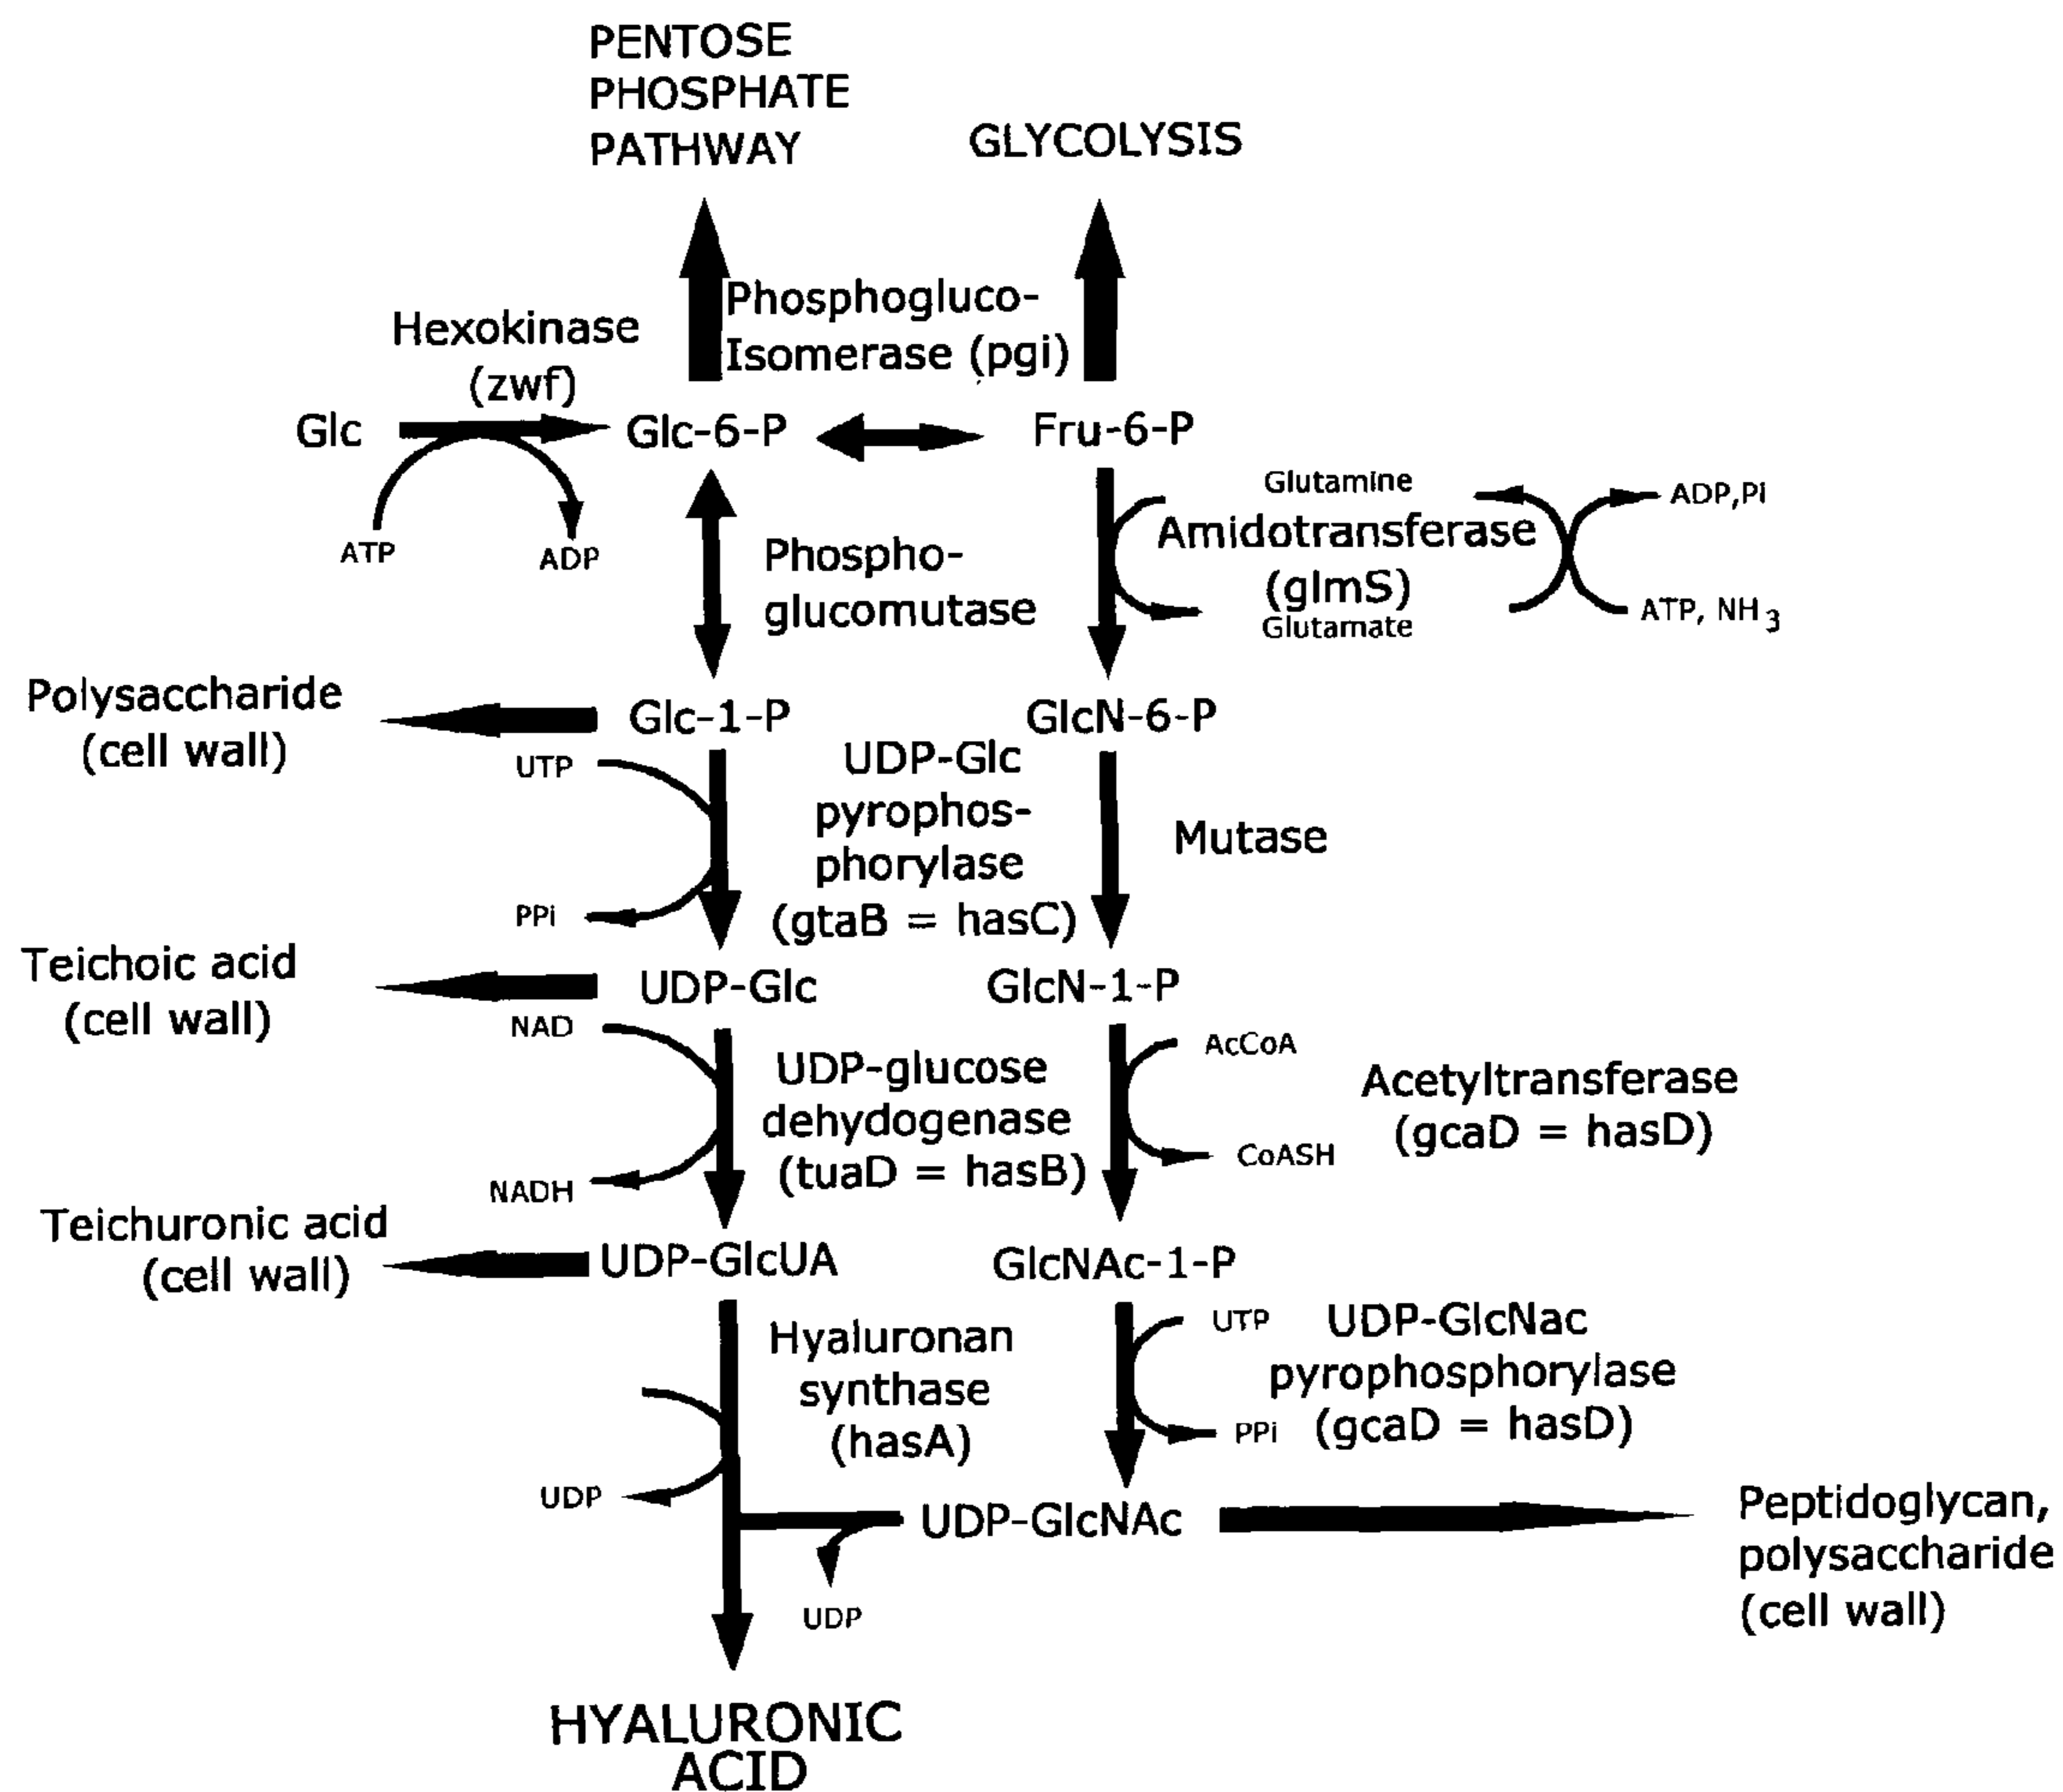 PENTOSE
PHOSPHATE
PATHWAY
GLYCOLYSIS
Hexokinase
(zwf)
Phosphogluco-
Isomerase (pgi)
Glc
Glc-6-P
Fru-6-P
ATP
ADP
Phospho-
glucomutase
Glutamine
Amidotransferase
(glmS)
Glutamate
ADP,Pi
ATP, NH3
Polysaccharide
(cell wall)
Glc-1-P
GlcN-6-P
UTP
PPi
UDP-Glc
pyrophos-
phorylase
(gtaB = hasC)
Mutase
Teichoic acid
(cell wall)
UDP-Glc
GlcN-1-P
NAD
NADH
UDP-glucose
dehydogenase
(tuaD = hasB)
AcCoA
CoASH
Acetyltransferase
(gcaD = hasD)
Teichuronic acid
(cell wall)
UDP-GlcUA
GlcNAc-1-P
Hyaluronan
synthase
(hasA)
UDP
UTP
PPi
UDP-GlcNac
pyrophosphorylase
(gcaD = hasD)
UDP-GlcNAc
UDP
Peptidoglycan,
polysaccharide
(cell wall)
HYALURONIC
ACID